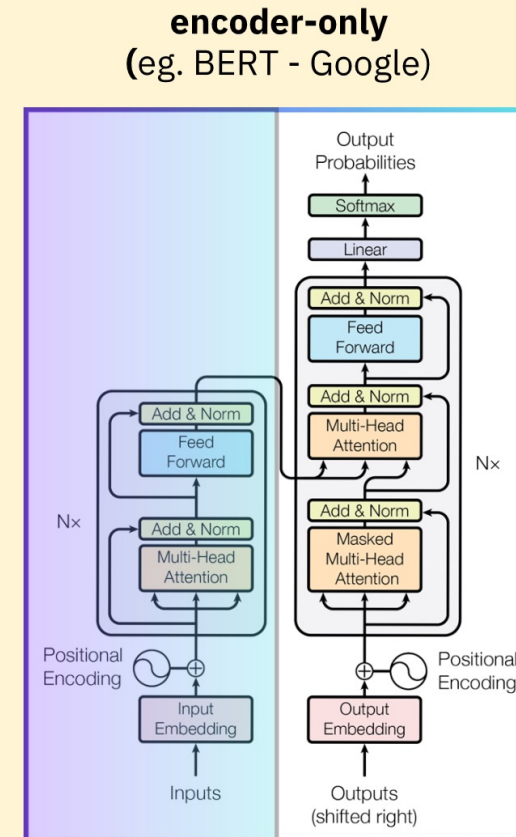 encoder-only
(eg. BERT - Google)
Output
Probabilities
Softmax
Linear
Add & Norm
Feed
Forward
Add & Norm
Multi-Head
Attention
Nx
Add & Norm
Masked
Multi-Head
Attention
Positional
Encoding
Output
Embedding
Outputs
(shifted right)
Add & Norm
Feed
Forward
Nx
Add & Norm
Multi-Head
Attention
Positional
Encoding
Input
Embedding
Inputs